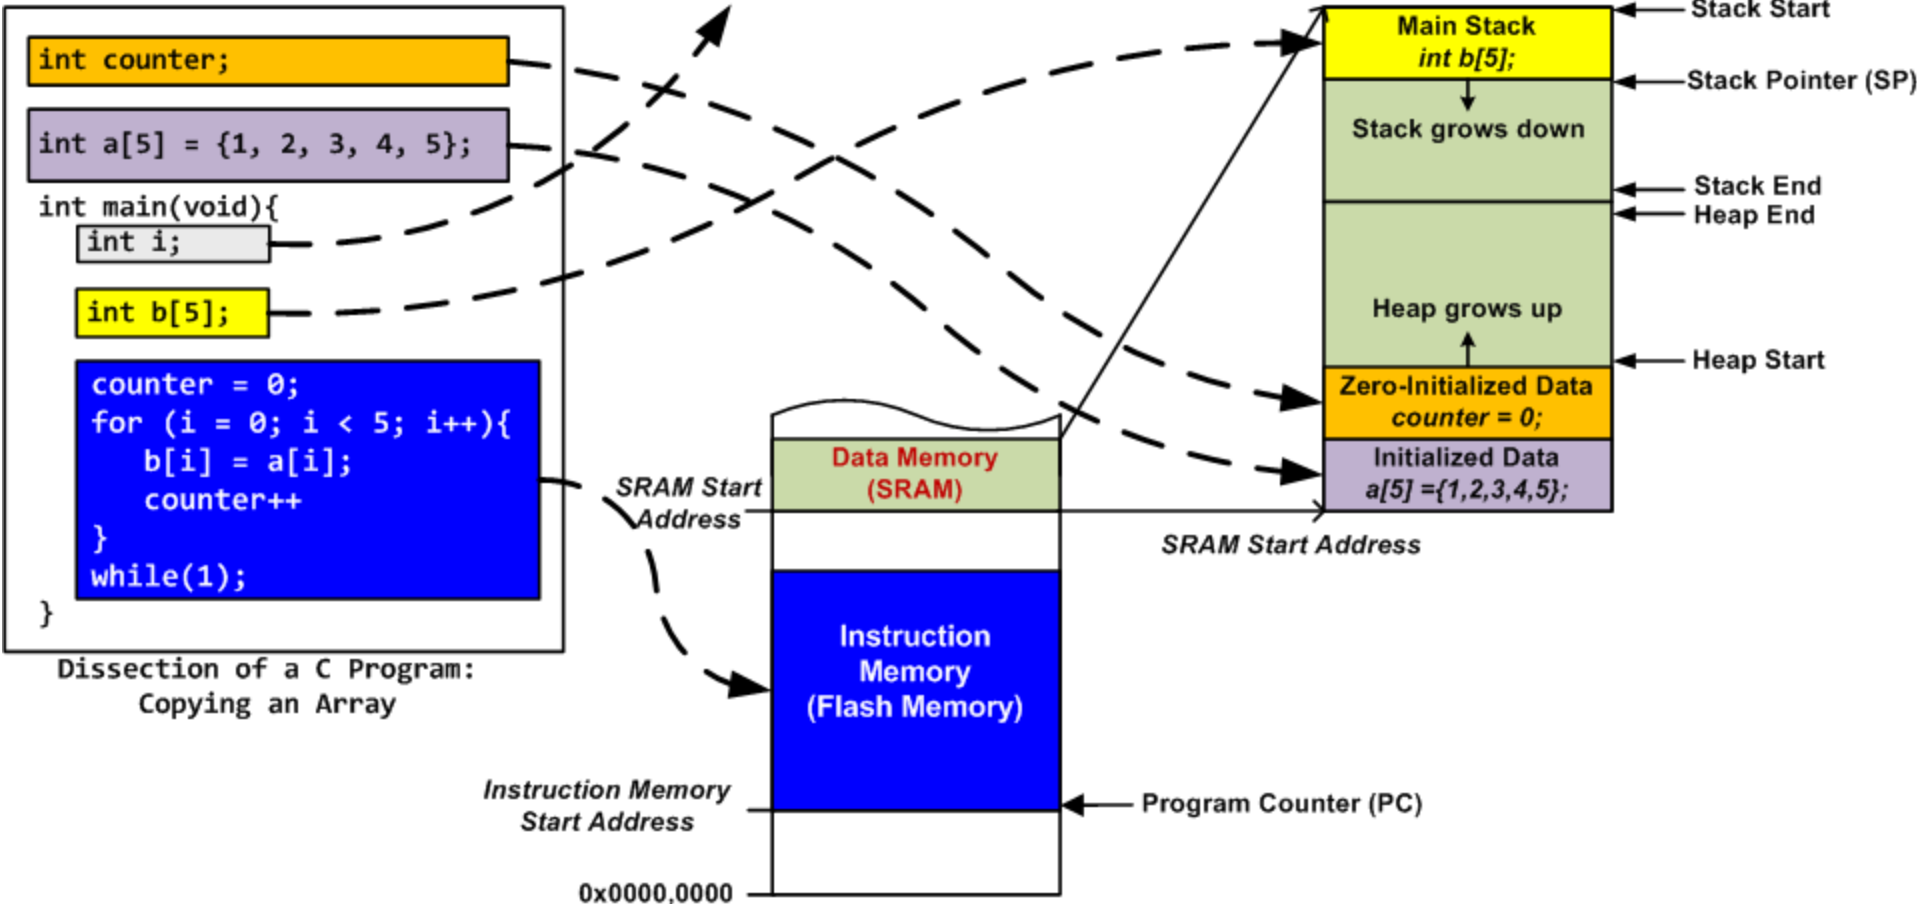 int counter;
int a[5] = {1, 2, 3, 4, 5};
int main(void){
int i;
int b[5];
counter = 0;
for (i = 0; i < 5; i++){
b[i] = a[i];
counter++
}
while(1);
}
Dissection of a C Program:
Copying an Array
Data Memory
(SRAM)
SRAM Start
Address
Instruction
Memory
(Flash Memory)
Instruction Memory
Start Address
Program Counter (PC)
0x0000,0000
Main Stack
int b[5];
Stack grows down
Heap grows up
Zero-Initialized Data
counter = 0;
Initialized Data
a[5] ={1,2,3,4,5};
SRAM Start Address
Stack Start
Stack Pointer (SP)
Stack End
Heap End
Heap Start